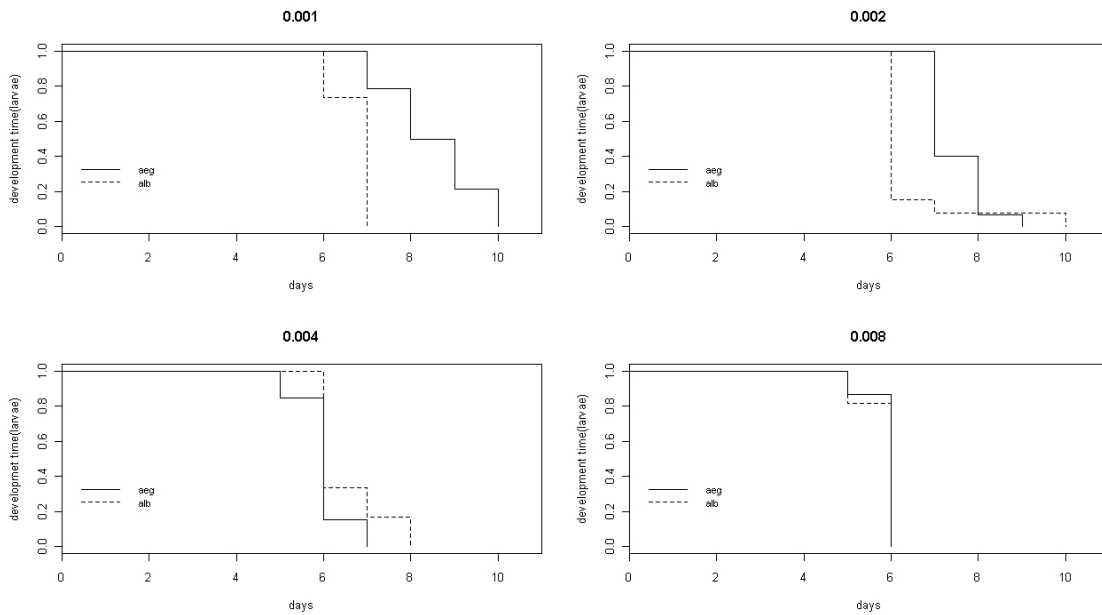 0.001
development time(larvae)
0.0 0.2 0.4 0.6 0.8 1.0
aeg
alb
0 2 4 6 8 10
days
0.002
development time(larvae)
0.0 0.2 0.4 0.6 0.8 1.0
aeg
alb
0 2 4 6 8 10
days
0.004
developmet time(larvae)
0.0 0.2 0.4 0.6 0.8 1.0
aeg
alb
0 2 4 6 8 10
days
0.008
development time(larvae)
0.0 0.2 0.4 0.6 0.8 1.0
aeg
alb
0 2 4 6 8 10
days